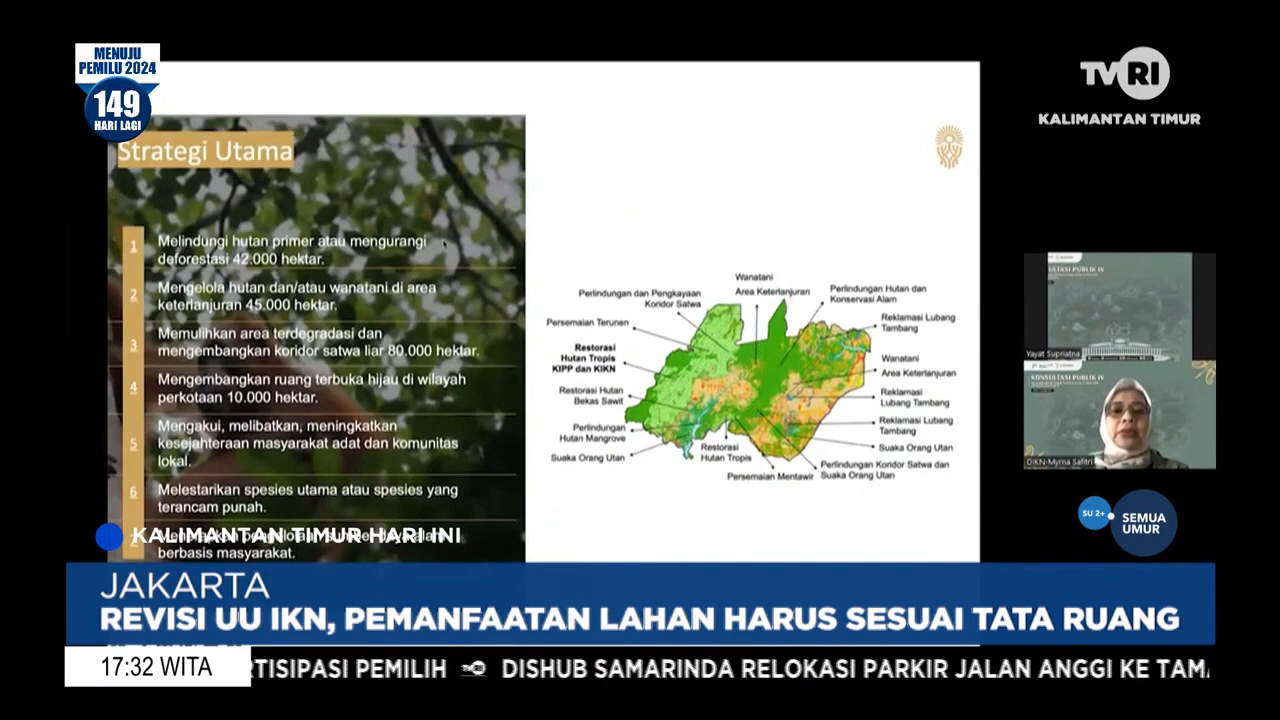 MENUJU
PEMILU 2024
149
HARI LAGI
TVRI
KALIMANTAN TIMUR
Strategi Utama
1
Melindungi hutan primer atau mengurangi
deforestasi 42.000 hektar.
2
Mengelola hutan dan/atau wanatani di area
keterlanjuran 45.000 hektar.
3
Memulihkan area terdegradasi dan
mengembangkan koridor satwa liar 80.000 hektar.
4
Mengembangkan ruang terbuka hijau di wilayah
perkotaan 10.000 hektar.
5
Mengakui, melibatkan, meningkatkan
kesejahteraan masyarakat adat dan komunitas
lokal.
6
Melestarikan spesies utama atau spesies yang
terancam punah.
berbasis masyarakat.
Wanatani
Area Keterlanjuran
Perlindungan dan Pengkayaan
Koridor Satwa
Perlindungan Hutan dan
Konservasi Alam
Persemaian Terunen
Reklamasi Lubang
Tambang
Restorasi
Hutan Tropis
KIPP dan KIKN
Wanatani
Area Keterlanjuran
Restorasi Hutan
Bekas Sawit
Reklamasi
Lubang Tambang
Perlindungan
Hutan Mangrove
Reklamasi Lubang
Tambang
Suaka Orang Utan
Restorasi
Hutan Tropis
Suaka Orang Utan
Persemaian Mentawir
Perlindungan Koridor Satwa dan
Suaka Orang Utan
ULTASI PUBLIK IV
Yayat Supriatna
KONSULTASI PUBLIK IV
OIKN-Myrna Safitri
SU 2+
SEMUA
UMUR
KALIMANTAN TIMUR HARI INI
JAKARTA
REVISI UU IKN, PEMANFAATAN LAHAN HARUS SESUAI TATA RUANG
17:32 WITA
RTISIPASI PEMILIH TVRI DISHUB SAMARINDA RELOKASI PARKIR JALAN ANGGI KE TAMA